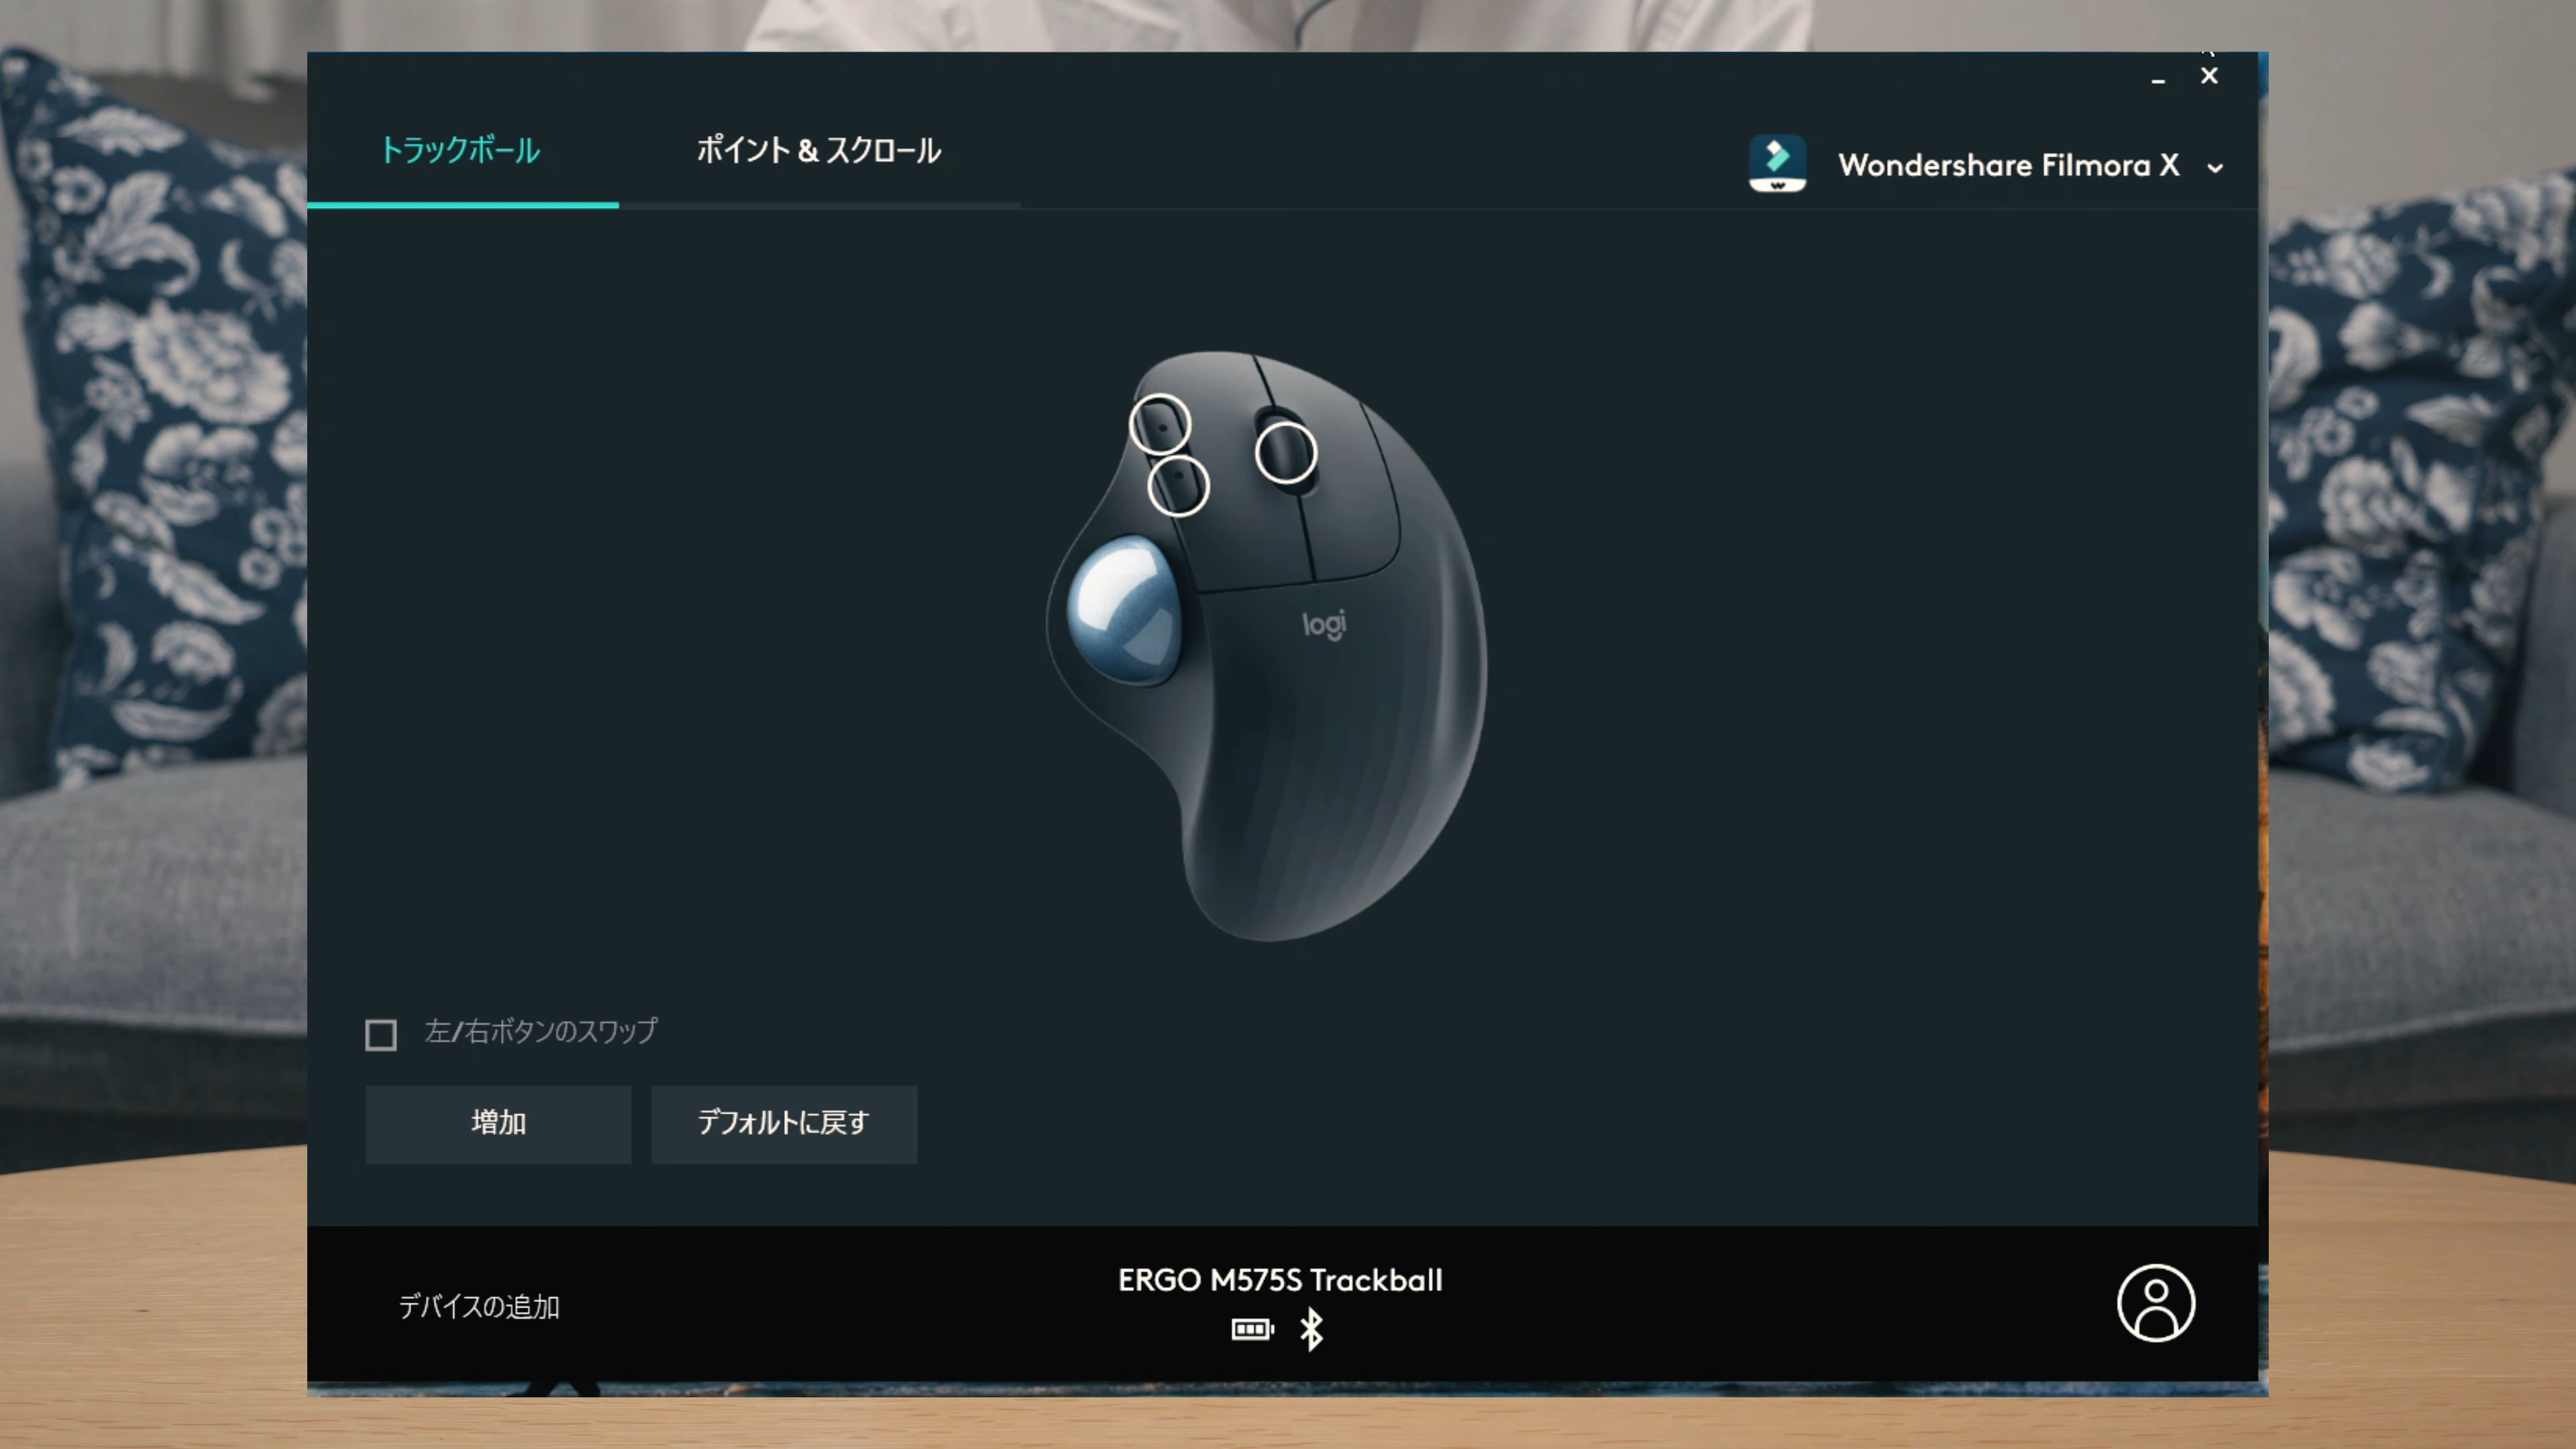 トラックボール
ポイント & スクロール
Wondershare Filmora X
logi
左/右ボタンのスワップ
増加
デフォルトに戻す
デバイスの追加
ERGO M575S Trackball